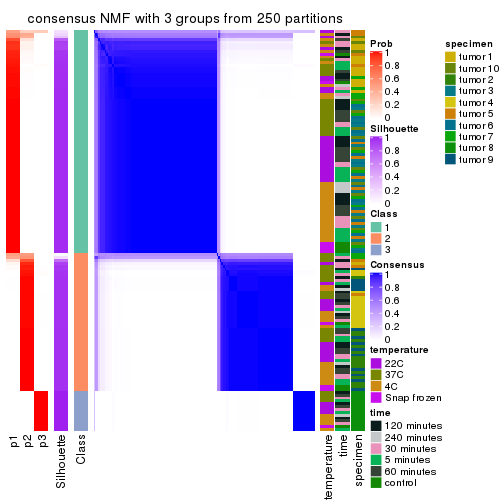 consensus NMF with 3 groups from 250 partitions
Prob
1
0.8
0.6
0.4
0.2
0
Silhouette
1
0.8
0.6
0.4
0.2
0
Class
1
2
3
Consensus
1
0.8
0.6
0.4
0.2
0
temperature
22C
37C
4C
Snap frozen
time
120 minutes
240 minutes
30 minutes
5 minutes
60 minutes
control
specimen
tumor 1
tumor 10
tumor 2
tumor 3
tumor 4
tumor 5
tumor 6
tumor 7
tumor 8
tumor 9
p1
p2
p3
Silhouette
Class
temperature
time
specimen